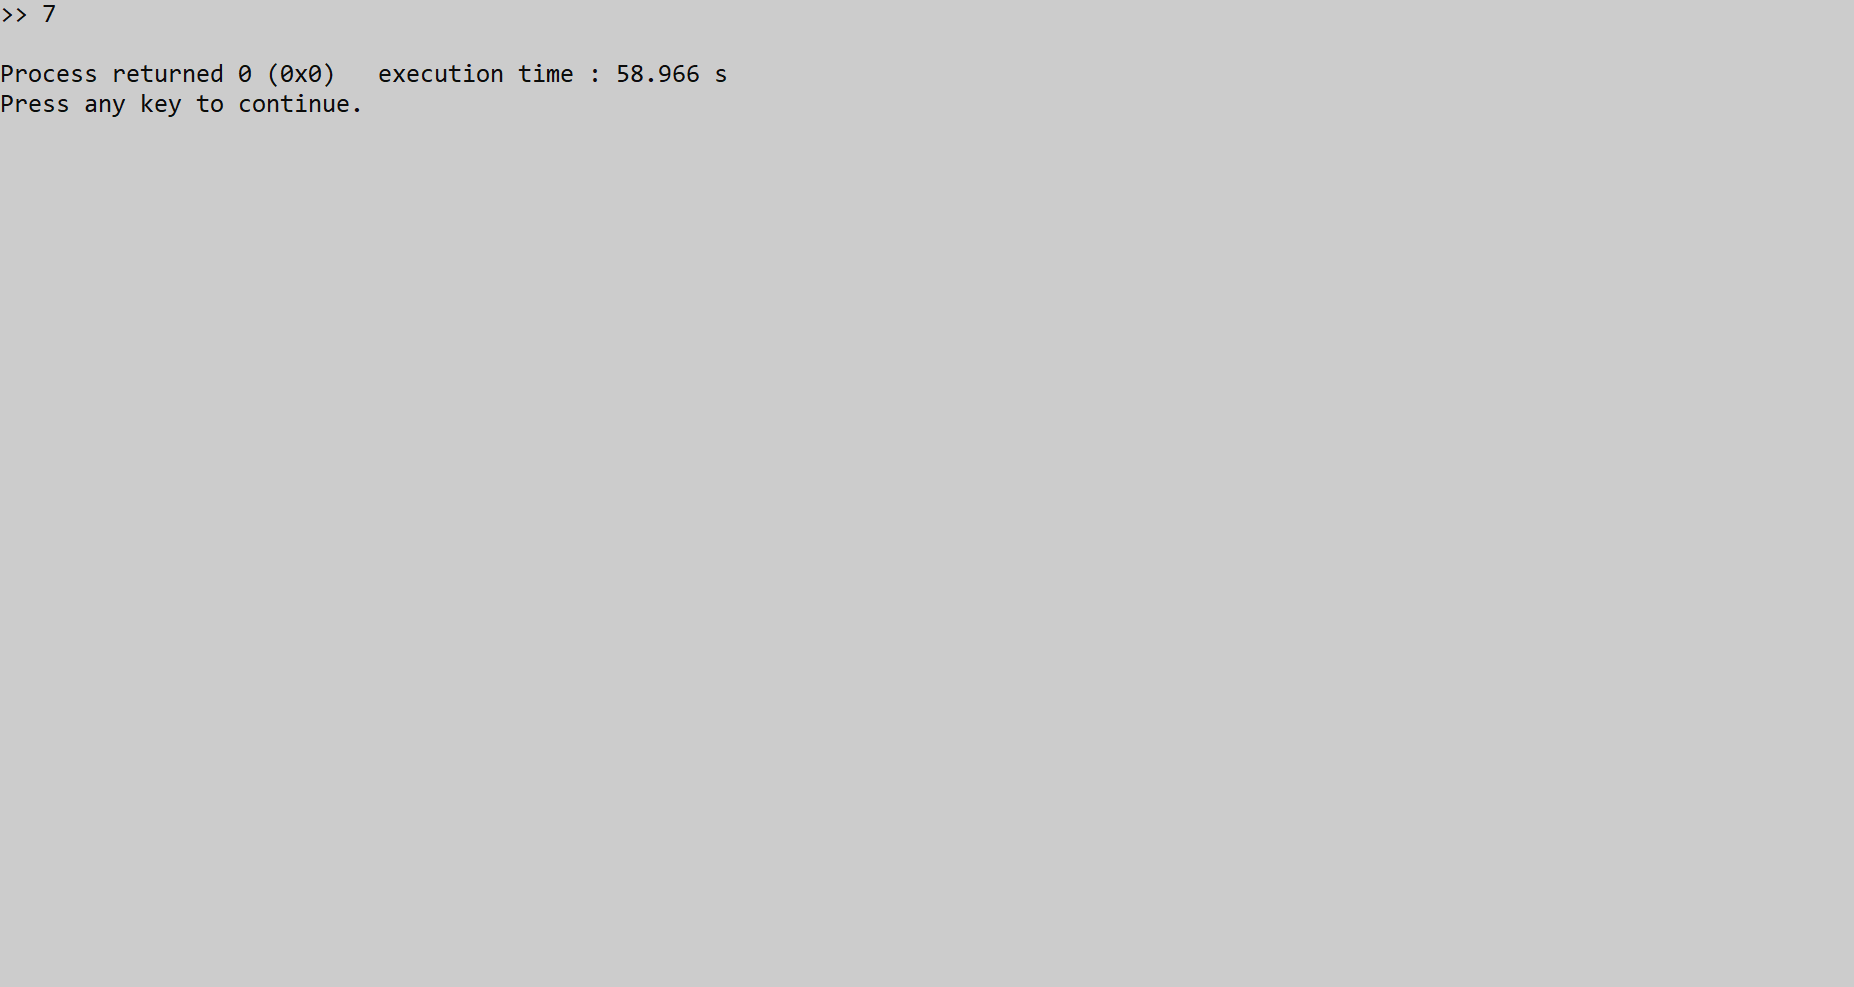 >> 7
Process returned 0 (0x0)   execution time : 58.966 s
Press any key to continue.